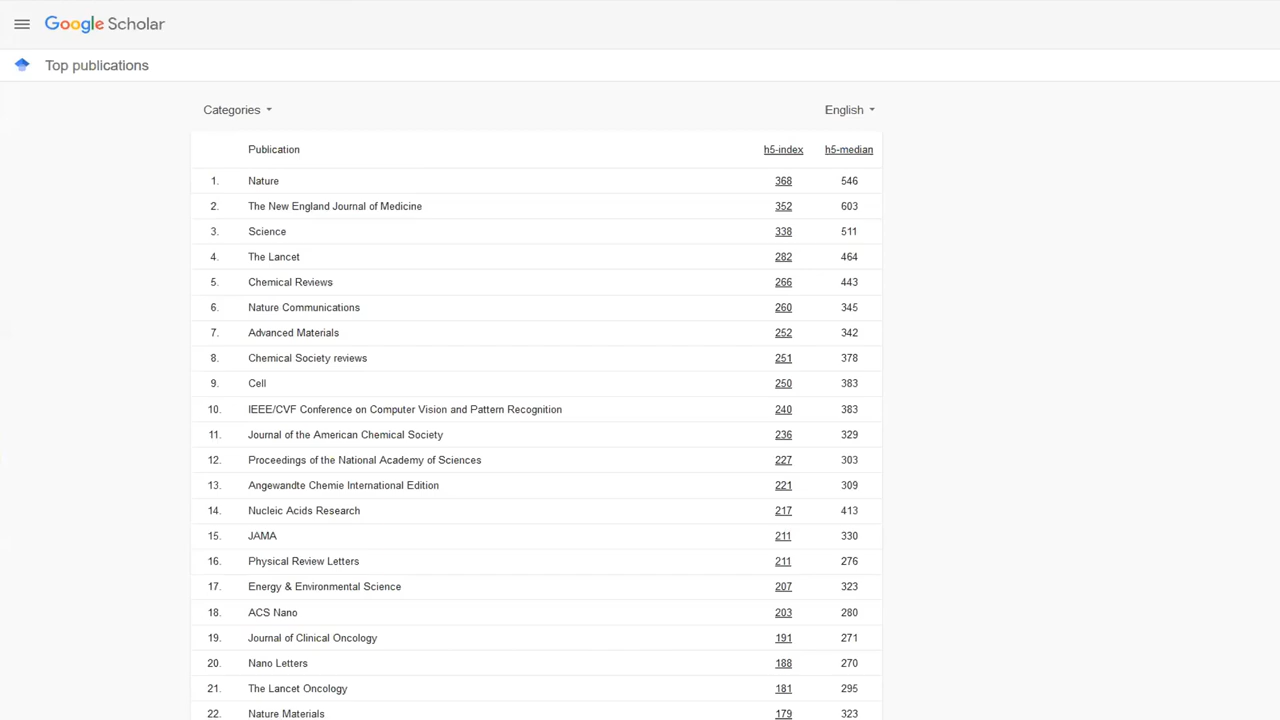 Google Scholar
Top publications
Categories English
Publication h5-index h5-median
1. Nature 368 546
2. The New England Journal of Medicine 352 603
3. Science 338 511
4. The Lancet 282 464
5. Chemical Reviews 266 443
6. Nature Communications 260 345
7. Advanced Materials 252 342
8. Chemical Society reviews 251 378
9. Cell 250 383
10. IEEE/CVF Conference on Computer Vision and Pattern Recognition 240 383
11. Journal of the American Chemical Society 236 329
12. Proceedings of the National Academy of Sciences 227 303
13. Angewandte Chemie International Edition 221 309
14. Nucleic Acids Research 217 413
15. JAMA 211 330
16. Physical Review Letters 211 276
17. Energy & Environmental Science 207 323
18. ACS Nano 203 280
19. Journal of Clinical Oncology 191 271
20. Nano Letters 188 270
21. The Lancet Oncology 181 295
22. Nature Materials 179 323